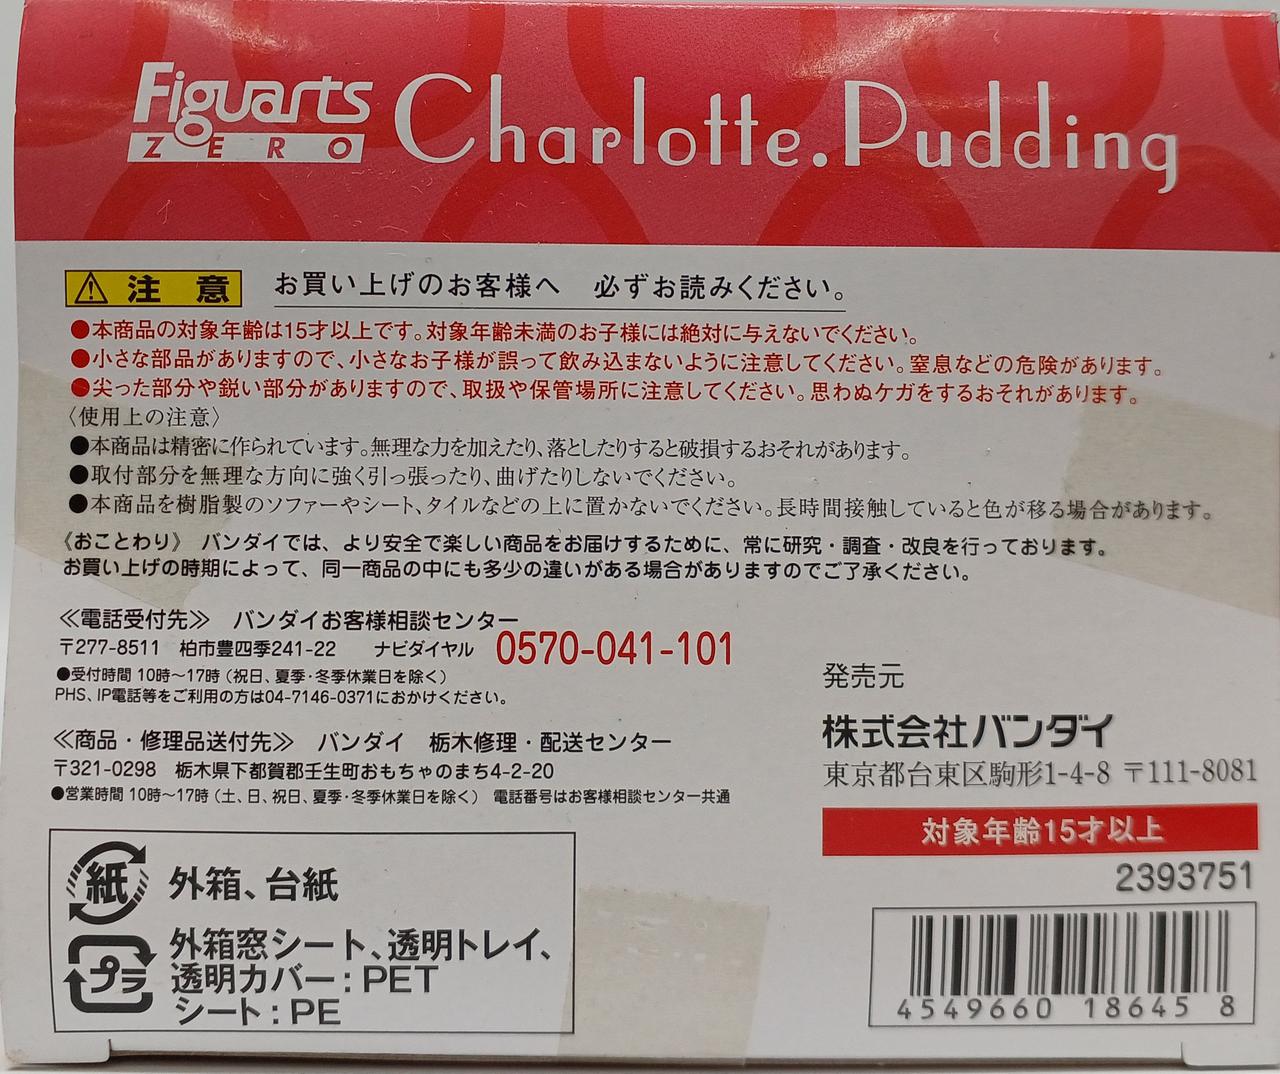 Figuarts
ZERO
Charlotte.Pudding
注意 お買い上げのお客様へ 必ずお読みください。
●本商品の対象年齢は15才以上です。対象年齢未満のお子様には絶対に与えないでください。
●小さな部品がありますので、小さなお子様が誤って飲み込まないように注意してください。窒息などの危険があります。
●尖った部分や鋭い部分がありますので、取扱や保管場所に注意してください。思わぬケガをするおそれがあります。
〈使用上の注意〉
●本商品は精密に作られています。無理な力を加えたり、落としたりすると破損するおそれがあります。
●取付部分を無理な方向に強く引っ張ったり、曲げたりしないでください。
●本商品を樹脂製のソファーやシート、タイルなどの上に置かないでください。長時間接触していると色が移る場合があります。
《おことわり》 バンダイでは、より安全で楽しい商品をお届けするために、常に研究・調査・改良を行っております。
お買い上げの時期によって、同一商品の中にも多少の違いがある場合がありますのでご了承ください。
≪電話受付先≫ バンダイお客様相談センター
〒277-8511 柏市豊四季241-22 ナビダイヤル 0570-041-101
●受付時間 10時〜17時（祝日、夏季・冬季休業日を除く）
PHS、IP電話等をご利用の方は04-7146-0371におかけください。
≪商品・修理品送付先≫ バンダイ 栃木修理・配送センター
〒321-0298 栃木県下都賀郡壬生町おもちゃのまち4-2-20
●営業時間 10時〜17時（土、日、祝日、夏季・冬季休業日を除く） 電話番号はお客様相談センター共通
発売元
株式会社バンダイ
東京都台東区駒形1-4-8 〒111-8081
対象年齢15才以上
2393751
4549660 18645 8
紙 外箱、台紙
プラ 外箱窓シート、透明トレイ、
透明カバー：PET
シート：PE